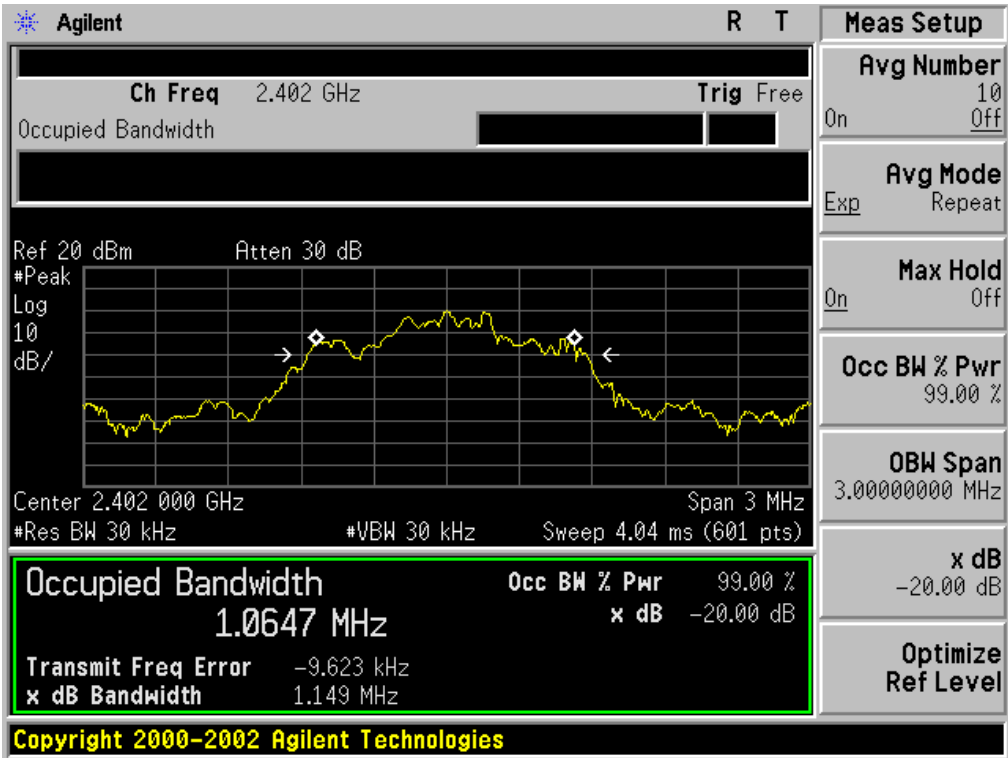 Agilent R T
Ch Freq 2.402 GHz Trig Free
Occupied Bandwidth
Ref 20 dBm Atten 30 dB
#Peak
Log
10
dB/
Center 2.402 000 GHz Span 3 MHz
#Res BW 30 kHz #VBW 30 kHz Sweep 4.04 ms (601 pts)
Occupied Bandwidth Occ BW % Pwr 99.00 %
1.0647 MHz x dB -20.00 dB
Transmit Freq Error -9.623 kHz
x dB Bandwidth 1.149 MHz
Copyright 2000-2002 Agilent Technologies
Meas Setup
Avg Number
10
On Off
Avg Mode
Exp Repeat
Max Hold
On Off
Occ BW % Pwr
99.00 %
OBW Span
3.00000000 MHz
x dB
-20.00 dB
Optimize
Ref Level